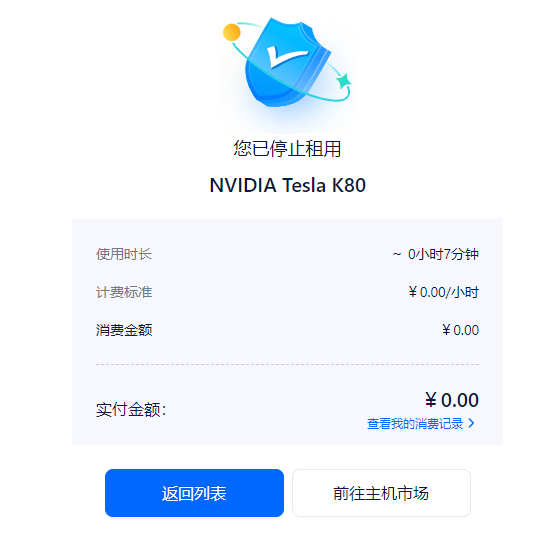 您已停止租用
NVIDIA Tesla K80
使用时长 ~ 0小时7分钟
计费标准 ¥0.00/小时
消费金额 ¥0.00
实付金额： ¥0.00
查看我的消费记录 >
返回列表 前往主机市场